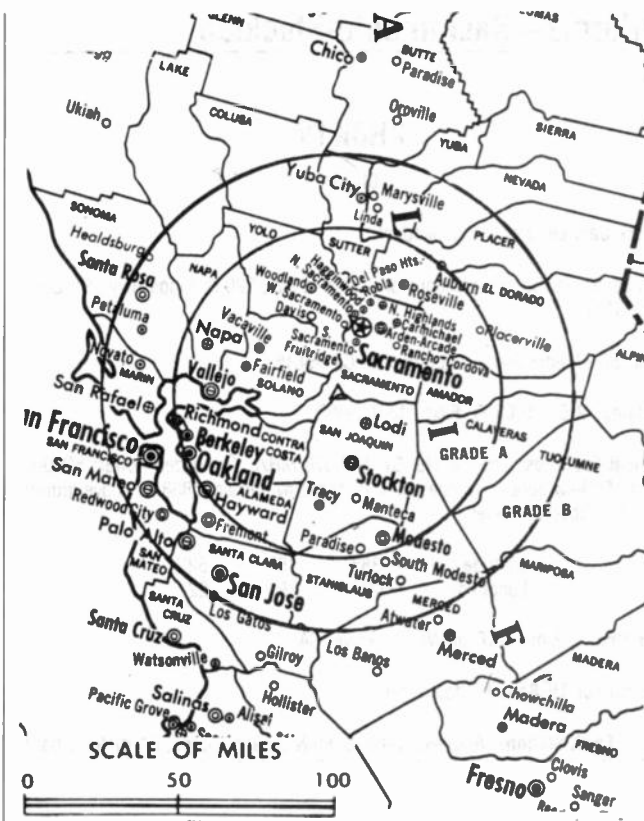 GLENN
Chico
BUTTE
Paradise
LAKE
Oroville
Ukiah
COLUSA
SIERRA
YUBA
NEVADA
Yuba City
Marysville
Linda
SONOMA
PLACER
YOLO
SUTTER
Healdsburg
NAPA
Del Paso Hts.
Auburn
EL DORADO
Santa Rosa
Woodland
N. Sacramento
Robla
Roseville
W. Sacramento
N. Highlands
Petaluma
Vacaville
Davis
Carmichael
Placerville
Napa
S. Sacramento
Arden-Arcade
Rancho-Cordova
Fruitridge
Sacramento
ALPIN
Novato
MARIN
Fairfield
Vallejo
SOLANO
SACRAMENTO
AMADOR
San Rafael
Richmond
CONTRA COSTA
Lodi
CALAVERAS
SAN JOAQUIN
an Francisco
Berkeley
GRADE A
TUOLUMNE
SAN FRANCISCO
Oakland
Stockton
San Mateo
ALAMEDA
Hayward
Tracy
Manteca
GRADE B
Redwood City
Fremont
Modesto
Palo Alto
Paradise
SAN MATEO
SANTA CLARA
South Modesto
MARIPOSA
Turlock
San Jose
STANISLAUS
SANTA CRUZ
Los Gatos
MERCED
Atwater
Santa Cruz
Merced
Watsonville
Gilroy
Los Banos
MADERA
Hollister
Chowchilla
Salinas
Alisal
Madera
Pacific Grove
FRESNO
SCALE OF MILES
Clovis
0 50 100
Fresno
Sanger